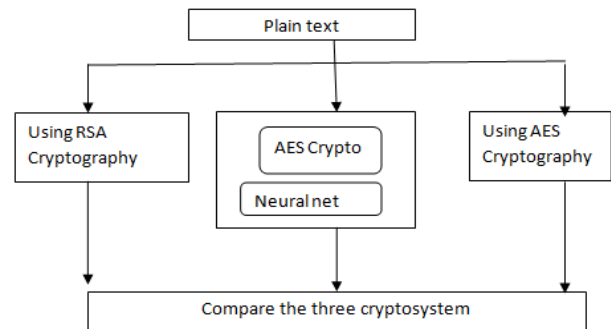 Plain text
Using RSA
Cryptography
AES Crypto
Neural net
Using AES
Cryptography
Compare the three cryptosystem